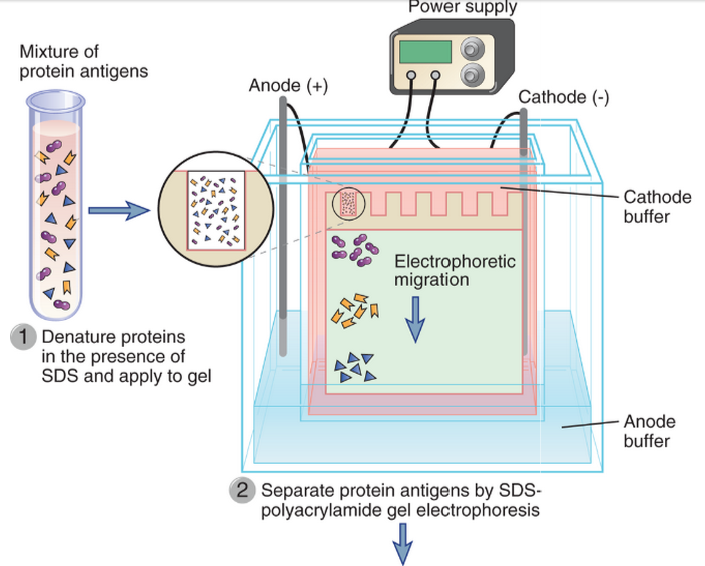 Power supply
Mixture of
protein antigens
Anode (+)
Cathode (-)
Cathode
buffer
Electrophoretic
migration
1 Denature proteins
in the presence of
SDS and apply to gel
Anode
buffer
2 Separate protein antigens by SDS-
polyacrylamide gel electrophoresis